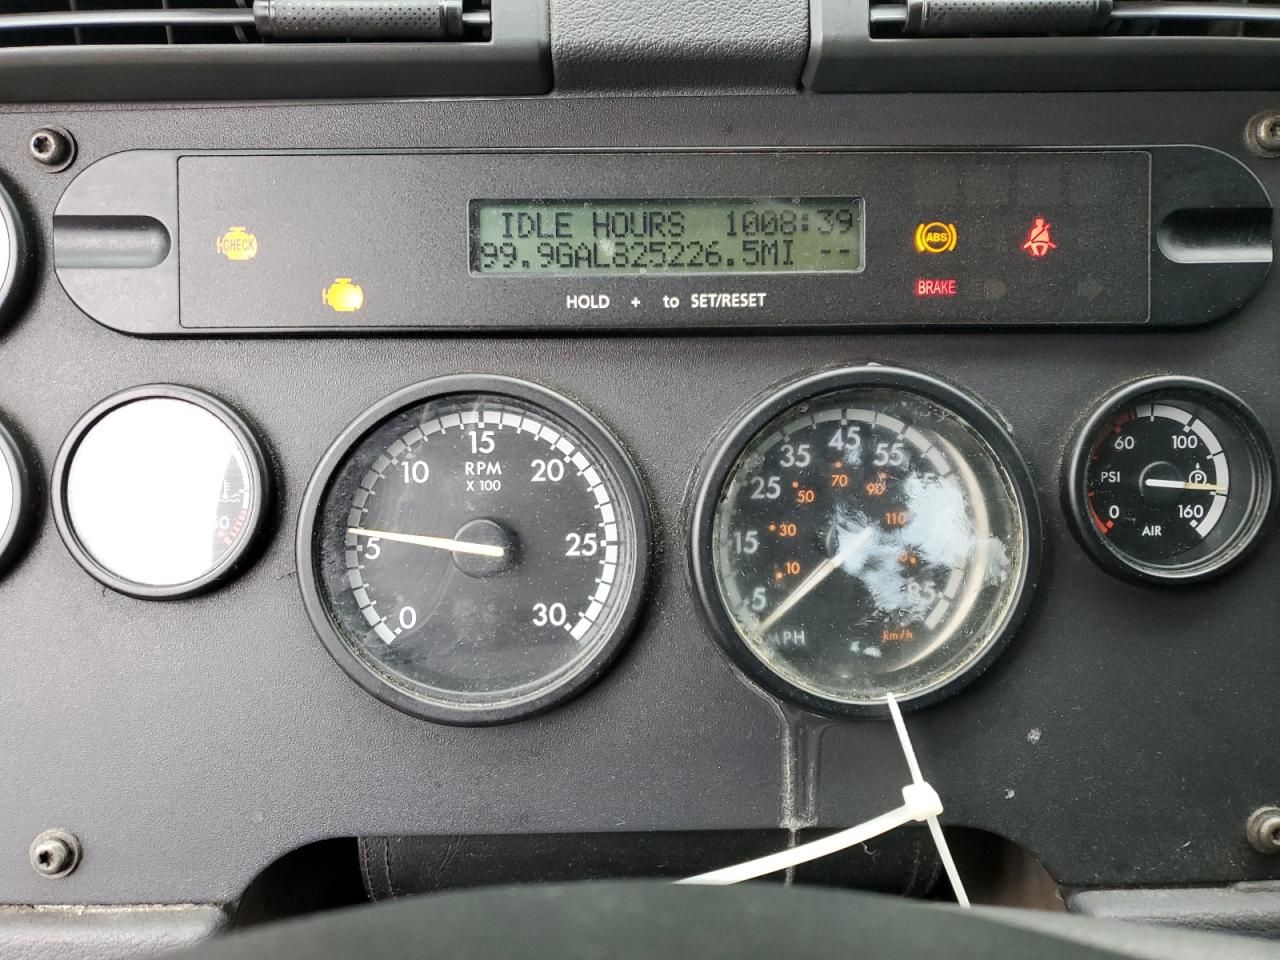 IDLE HOURS 1008:39
99.9GAL825226.5MI --
CHECK
ABS
BRAKE
HOLD + to SET/RESET
0
5
10
15
20
25
30
RPM
X 100
5
15
25
35
45
55
85
10
30
50
70
90
110
MPH
km/h
0
60
100
160
PSI
P
AIR